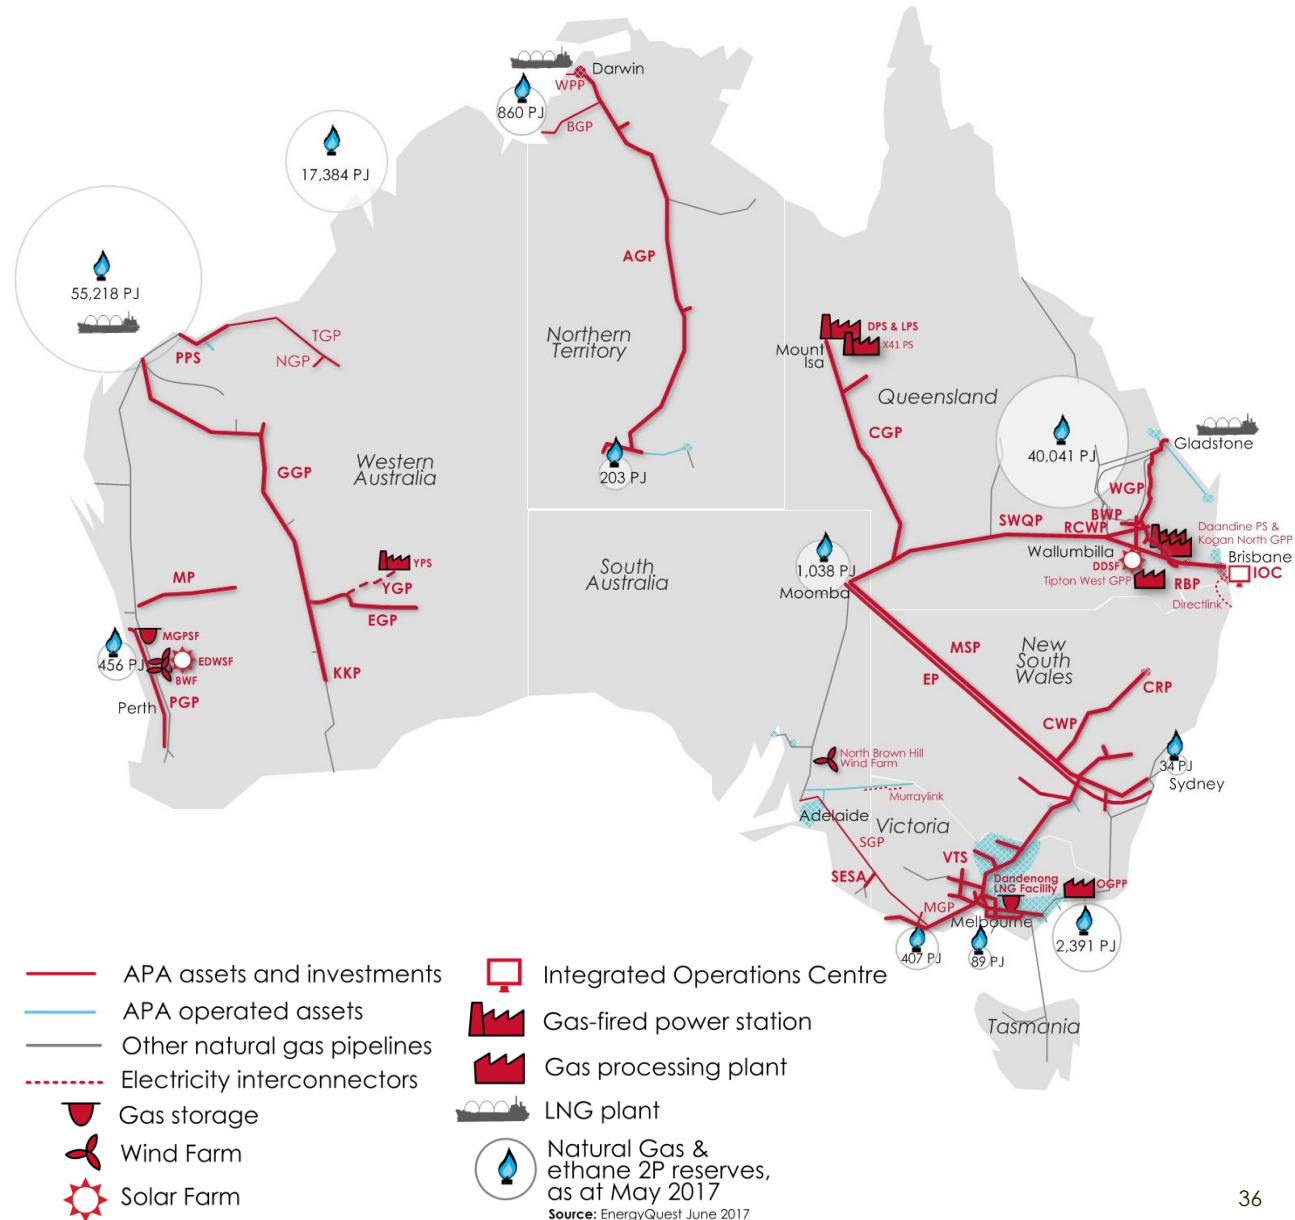 Darwin
WPP
860 PJ
BGP
17,384 PJ
AGP
55,218 PJ
TGP
NGP
PPS
Northern
Territory
DPS & LPS
X41 PS
Mount
Isa
Queensland
CGP
40,041 PJ
Gladstone
Western
Australia
GGP
203 PJ
WGP
BWP
SWQP
RCWP
Daandine PS &
Kogan North GPP
Wallumbilla
Brisbane
DDSF
IOC
Tipton West GPP
RBP
Directlink
YPS
YGP
EGP
MP
South
Australia
1,038 PJ
Moomba
MGPSF
456 PJ
EDWSF
BWF
PGP
Perth
KKP
MSP
EP
New
South
Wales
CRP
CWP
North Brown Hill
Wind Farm
34 PJ
Sydney
Murraylink
Adelaide
Victoria
SGP
VTS
SESA
Dandenong
LNG Facility
OGPP
MGP
Melbourne
407 PJ
89 PJ
2,391 PJ
Tasmania
APA assets and investments
APA operated assets
Other natural gas pipelines
Electricity interconnectors
Gas storage
Wind Farm
Solar Farm
Integrated Operations Centre
Gas-fired power station
Gas processing plant
LNG plant
Natural Gas &
ethane 2P reserves,
as at May 2017
Source: EnergyQuest June 2017
36